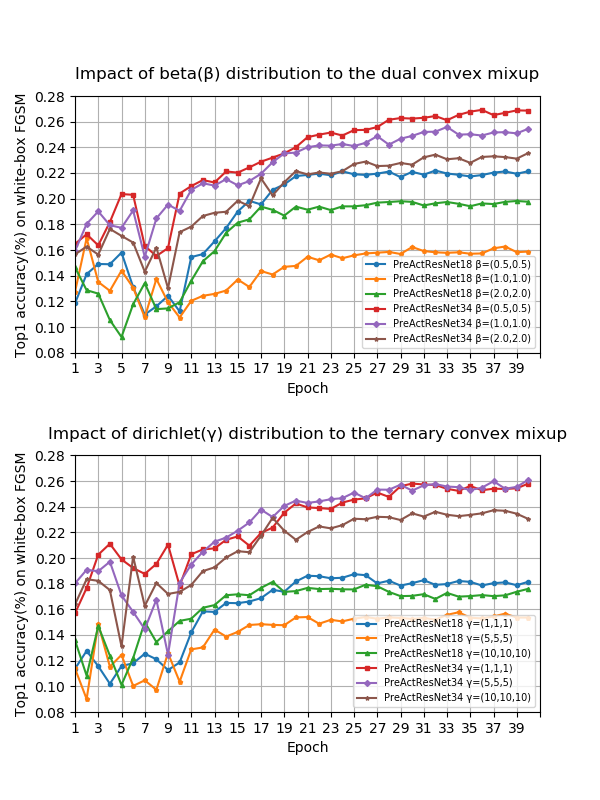 Impact of beta(β) distribution to the dual convex mixup
Top1 accuracy(%) on white-box FGSM
0.28
0.26
0.24
0.22
0.20
0.18
0.16
0.14
0.12
0.10
0.08
PreActResNet18 β=(0.5,0.5)
PreActResNet18 β=(1.0,1.0)
PreActResNet18 β=(2.0,2.0)
PreActResNet34 β=(0.5,0.5)
PreActResNet34 β=(1.0,1.0)
PreActResNet34 β=(2.0,2.0)
1 3 5 7 9 11 13 15 17 19 21 23 25 27 29 31 33 35 37 39
Epoch
Impact of dirichlet(γ) distribution to the ternary convex mixup
Top1 accuracy(%) on white-box FGSM
0.28
0.26
0.24
0.22
0.20
0.18
0.16
0.14
0.12
0.10
0.08
PreActResNet18 γ=(1,1,1)
PreActResNet18 γ=(5,5,5)
PreActResNet18 γ=(10,10,10)
PreActResNet34 γ=(1,1,1)
PreActResNet34 γ=(5,5,5)
PreActResNet34 γ=(10,10,10)
1 3 5 7 9 11 13 15 17 19 21 23 25 27 29 31 33 35 37 39
Epoch